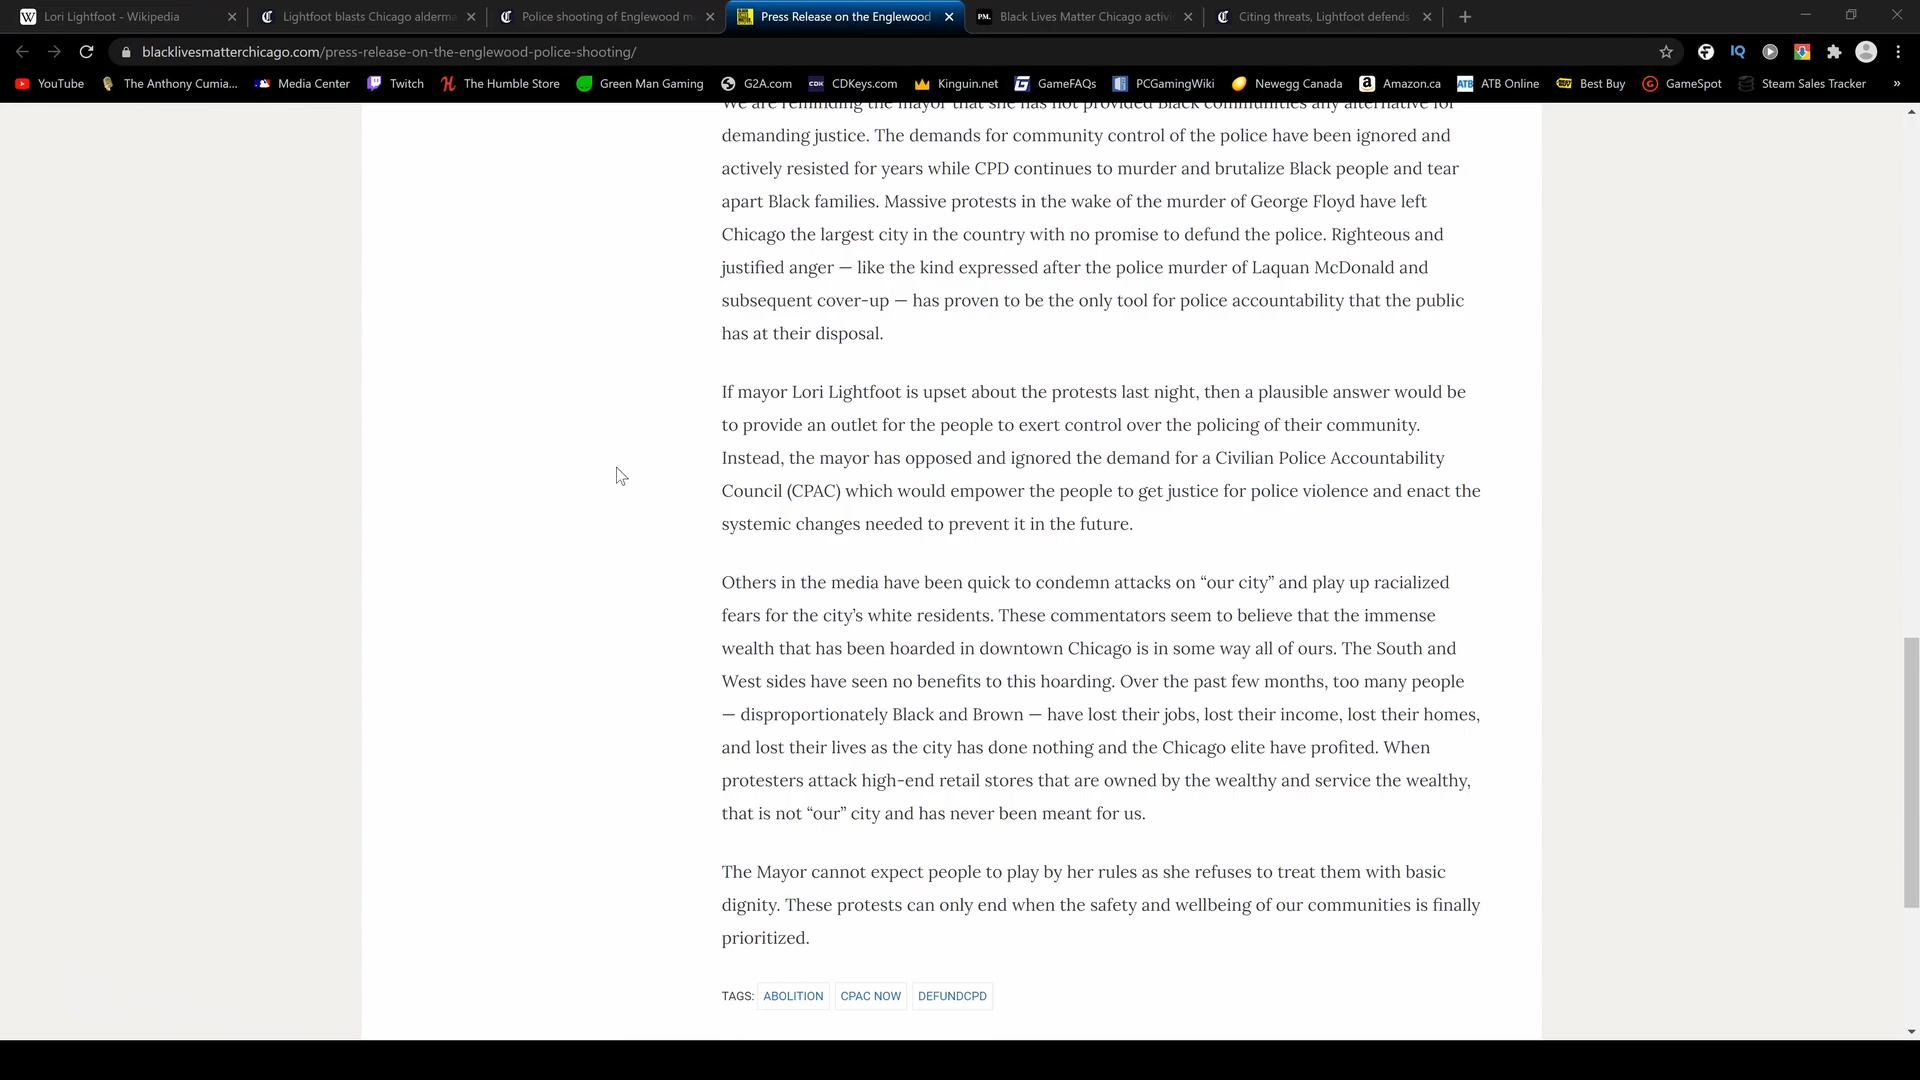 Lori Lightfoot - Wikipedia
Lightfoot blasts Chicago alderma
Police shooting of Englewood m
Press Release on the Englewood
PM.
Black Lives Matter Chicago activi
Citing threats, Lightfoot defends
blacklivesmatterchicago.com/press-release-on-the-englewood-police-shooting/
IQ
YouTube
The Anthony Cumia...
Media Center
Twitch
The Humble Store
Green Man Gaming
G2A.com
CDKeys.com
Kinguin.net
GameFAQs
PCGamingWiki
Newegg Canada
Amazon.ca
ATB Online
Best Buy
GameSpot
Steam Sales Tracker
»
We are reminding the mayor that she has not provided Black communities any alternative for
demanding justice. The demands for community control of the police have been ignored and
actively resisted for years while CPD continues to murder and brutalize Black people and tear
apart Black families. Massive protests in the wake of the murder of George Floyd have left
Chicago the largest city in the country with no promise to defund the police. Righteous and
justified anger — like the kind expressed after the police murder of Laquan McDonald and
subsequent cover-up — has proven to be the only tool for police accountability that the public
has at their disposal.
If mayor Lori Lightfoot is upset about the protests last night, then a plausible answer would be
to provide an outlet for the people to exert control over the policing of their community.
Instead, the mayor has opposed and ignored the demand for a Civilian Police Accountability
Council (CPAC) which would empower the people to get justice for police violence and enact the
systemic changes needed to prevent it in the future.
Others in the media have been quick to condemn attacks on “our city” and play up racialized
fears for the city’s white residents. These commentators seem to believe that the immense
wealth that has been hoarded in downtown Chicago is in some way all of ours. The South and
West sides have seen no benefits to this hoarding. Over the past few months, too many people
— disproportionately Black and Brown — have lost their jobs, lost their income, lost their homes,
and lost their lives as the city has done nothing and the Chicago elite have profited. When
protesters attack high-end retail stores that are owned by the wealthy and service the wealthy,
that is not “our” city and has never been meant for us.
The Mayor cannot expect people to play by her rules as she refuses to treat them with basic
dignity. These protests can only end when the safety and wellbeing of our communities is finally
prioritized.
TAGS: ABOLITION CPAC NOW DEFUNDCPD